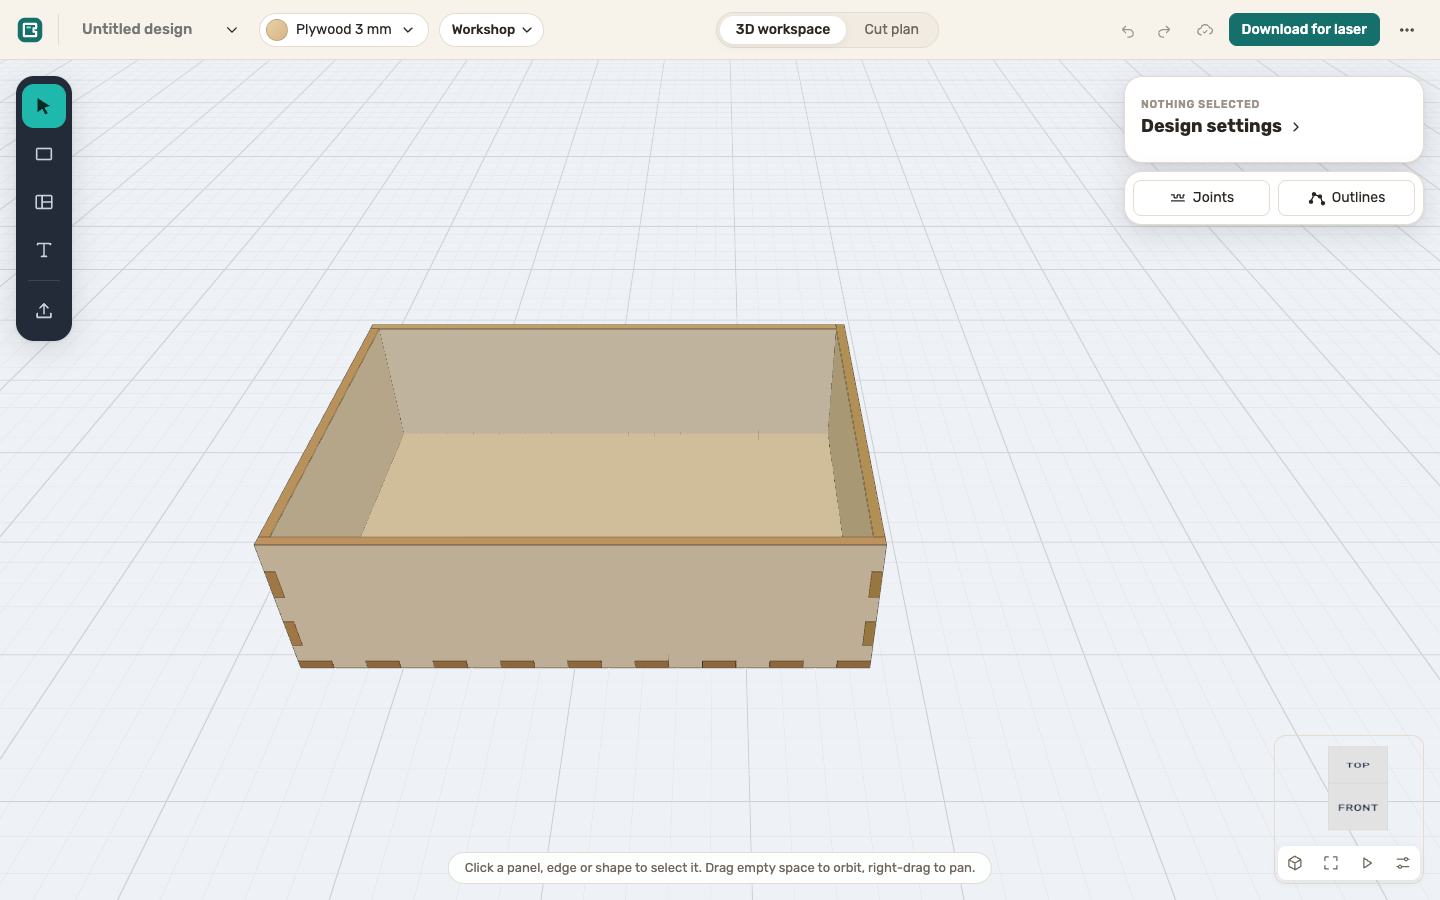 Untitled design
Plywood 3 mm
Workshop
3D workspace
Cut plan
Download for laser
NOTHING SELECTED
Design settings
Joints
Outlines
TOP
FRONT
Click a panel, edge or shape to select it. Drag empty space to orbit, right-drag to pan.